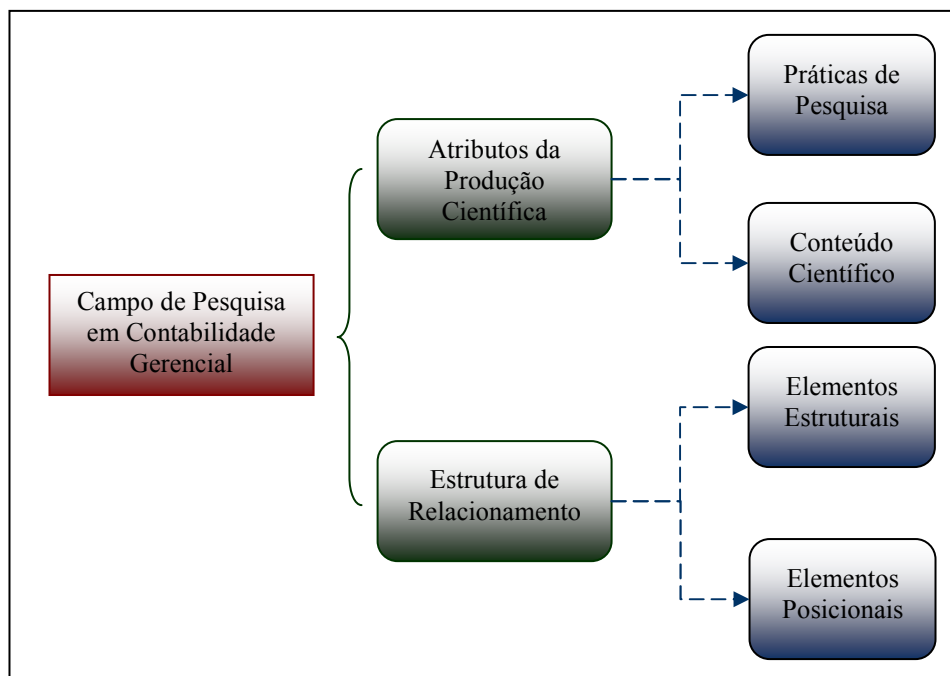 Campo de Pesquisa
em Contabilidade
Gerencial
Atributos da
Produção
Científica
Práticas de
Pesquisa
Conteúdo
Científico
Estrutura de
Relacionamento
Elementos
Estruturais
Elementos
Posicionais